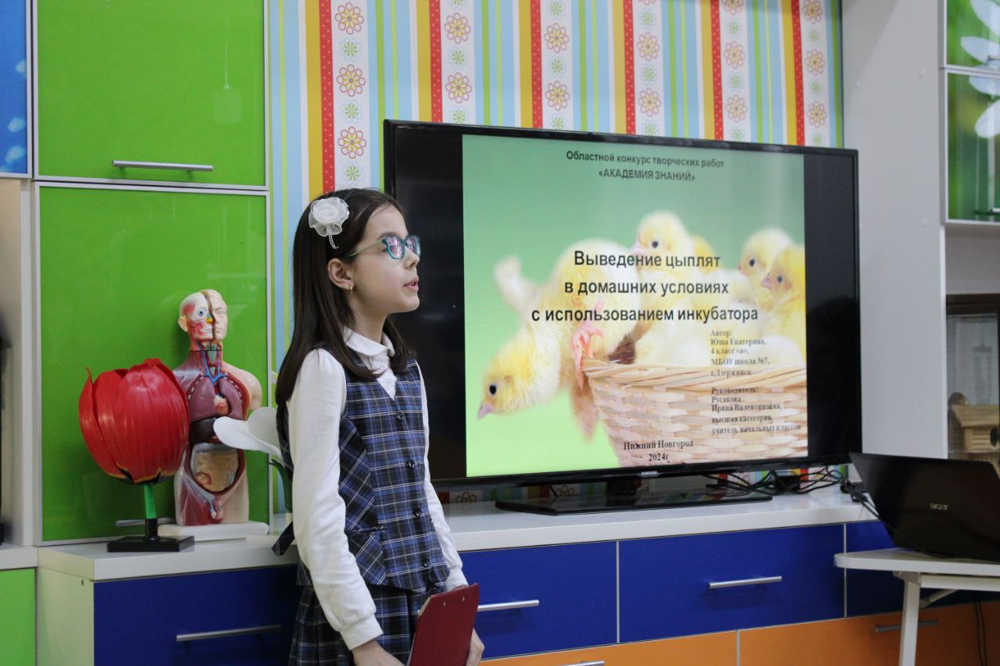 Областной конкурс творческих работ
«АКАДЕМИЯ ЗНАНИЙ»
Выведение цыплят
в домашних условиях
с использованием инкубатора
Автор:
Юша Екатерина,
4 класс «а»,
МБОУ школа №7,
г.Дзержинск
Руководитель:
Русакова
Ирина Валентиновна,
высшая категория,
учитель начальных классов
Нижний Новгород
2024г
SAMSUNG
acer